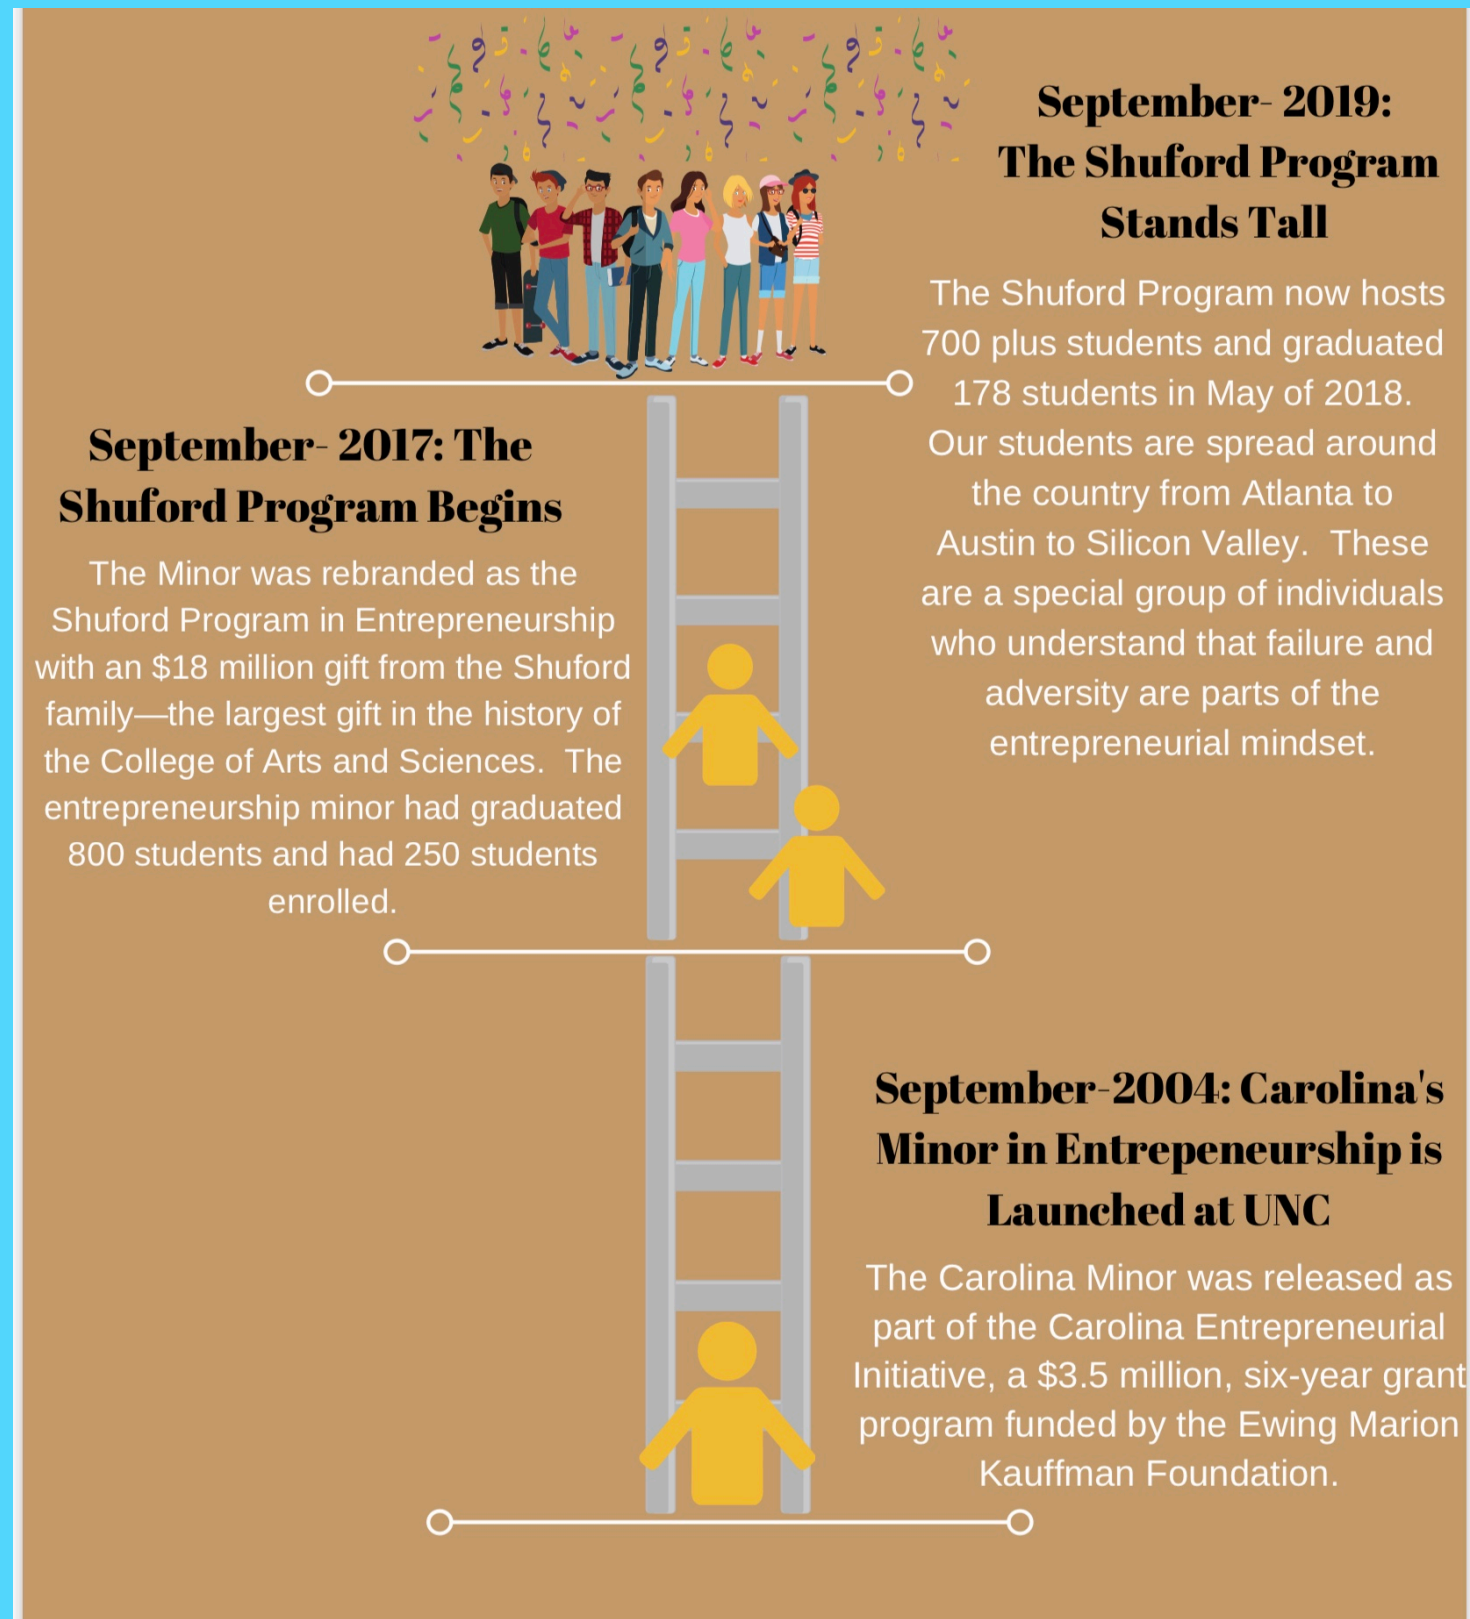 September- 2019:
The Shuford Program
Stands Tall
The Shuford Program now hosts
700 plus students and graduated
178 students in May of 2018.
Our students are spread around
the country from Atlanta to
Austin to Silicon Valley.  These
are a special group of individuals
who understand that failure and
adversity are parts of the
entrepreneurial mindset.
September- 2017: The
Shuford Program Begins
The Minor was rebranded as the
Shuford Program in Entrepreneurship
with an $18 million gift from the Shuford
family—the largest gift in the history of
the College of Arts and Sciences.  The
entrepreneurship minor had graduated
800 students and had 250 students
enrolled.
September-2004: Carolina's
Minor in Entrepeneurship is
Launched at UNC
The Carolina Minor was released as
part of the Carolina Entrepreneurial
Initiative, a $3.5 million, six-year grant
program funded by the Ewing Marion
Kauffman Foundation.